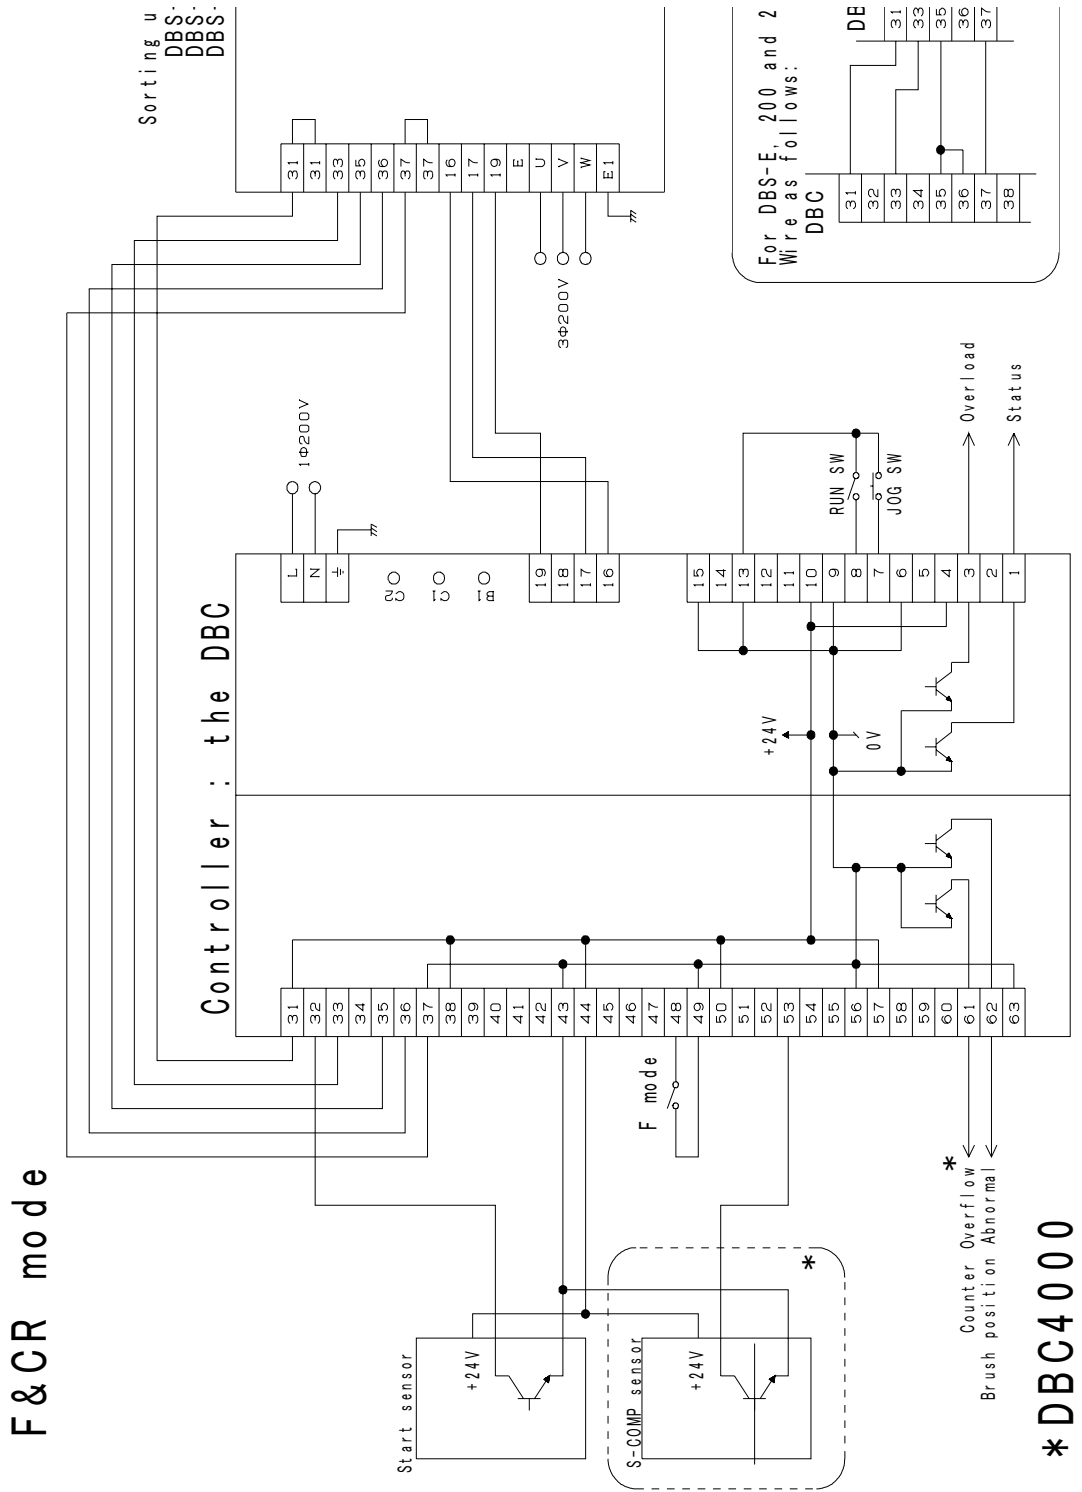 F&CR mode
Sorting u
DBS-
DBS-
DBS-
31
31
33
35
36
37
37
16
17
19
E
U
V
W
E1
3Φ200V
For DBS-E, 200 and 2
Wire as follows:
DBC
31
32
33
34
35
36
37
38
31
33
35
36
37
1Φ200V
Controller : the DBC
L
N
C2
C1
B1
19
18
17
16
15
14
13
12
11
10
9
8
7
6
5
4
3
2
1
RUN SW
JOG SW
Overload
Status
+24V
0V
31
32
33
34
35
36
37
38
39
40
41
42
43
44
45
46
47
48
49
50
51
52
53
54
55
56
57
58
59
60
61
62
63
F mode
Start sensor
+24V
S-COMP sensor
+24V
*
Counter Overflow *
Brush position Abnormal
*DBC4000